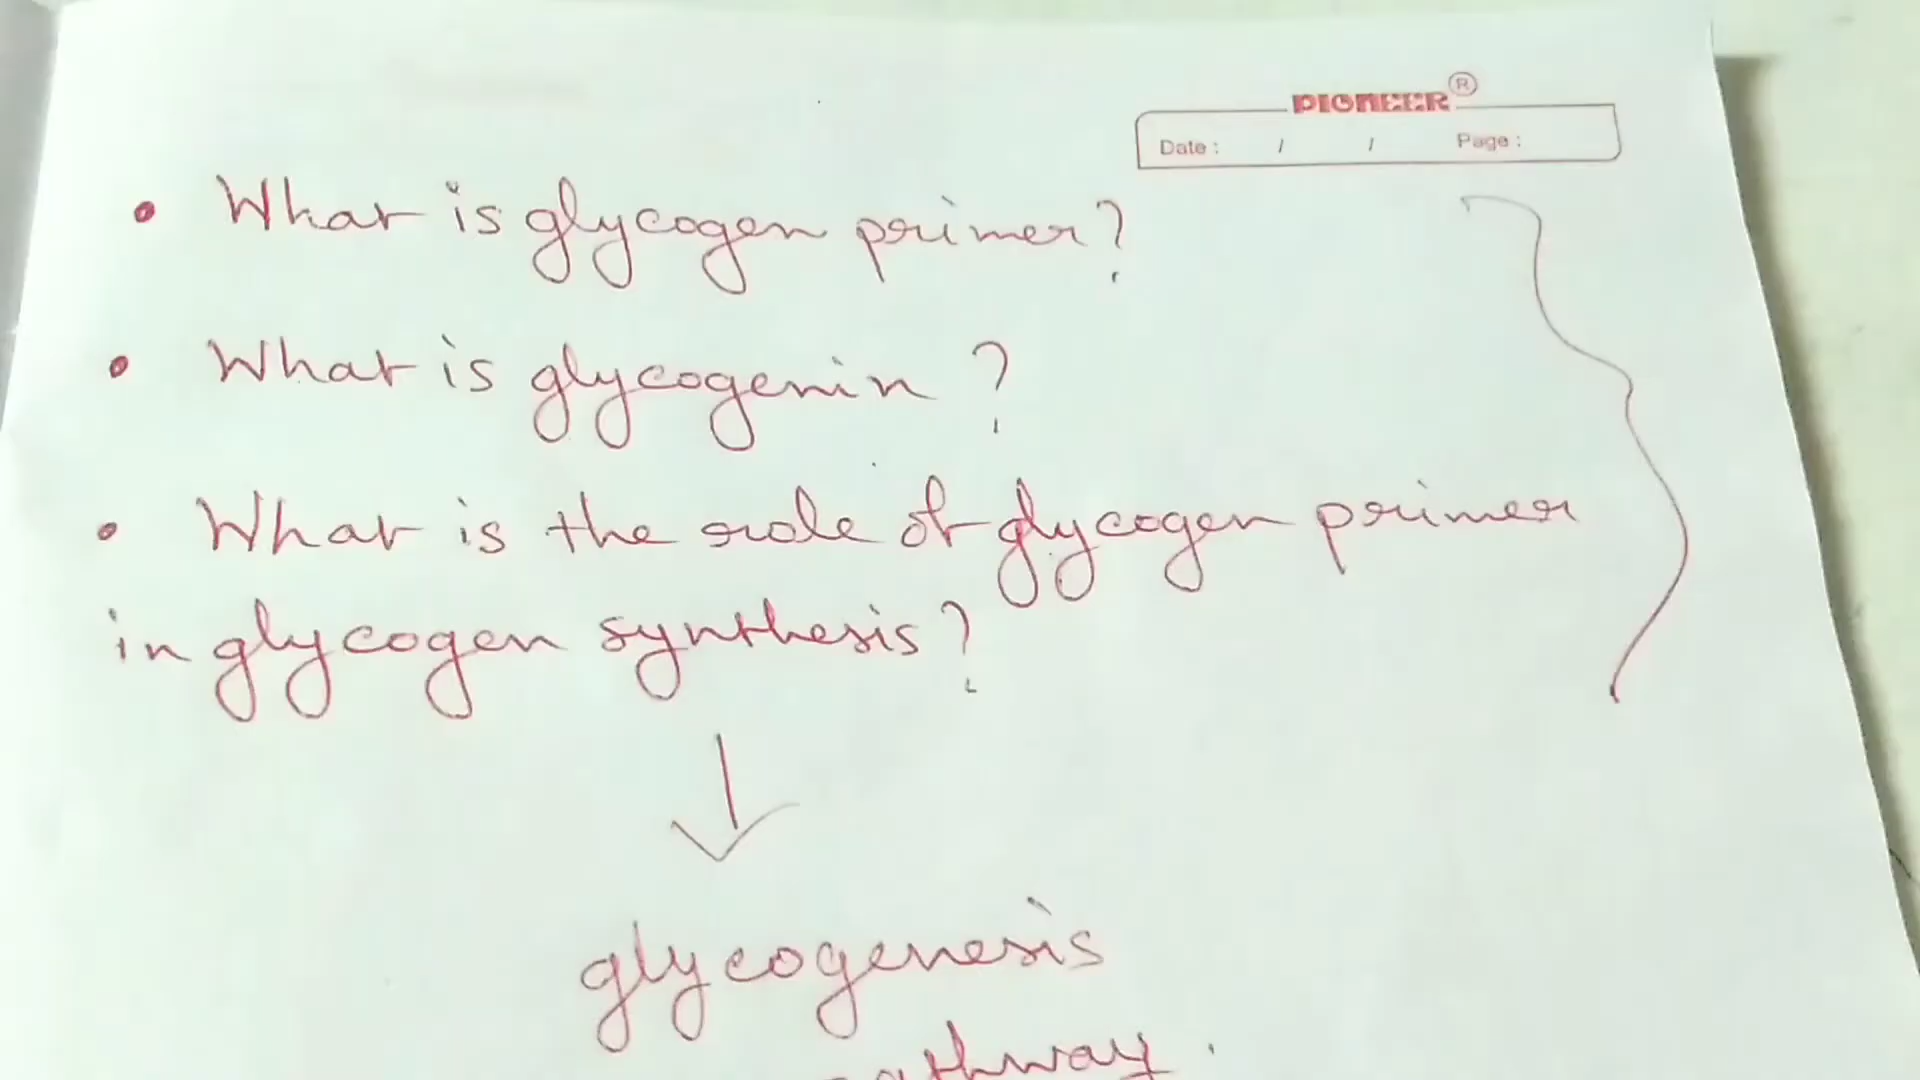 PIONEER ®
Date : / / Page :
• What is glycogen primer?
• What is glycogenin ?
• What is the role of glycogen primer
in glycogen synthesis?
glycogenesis